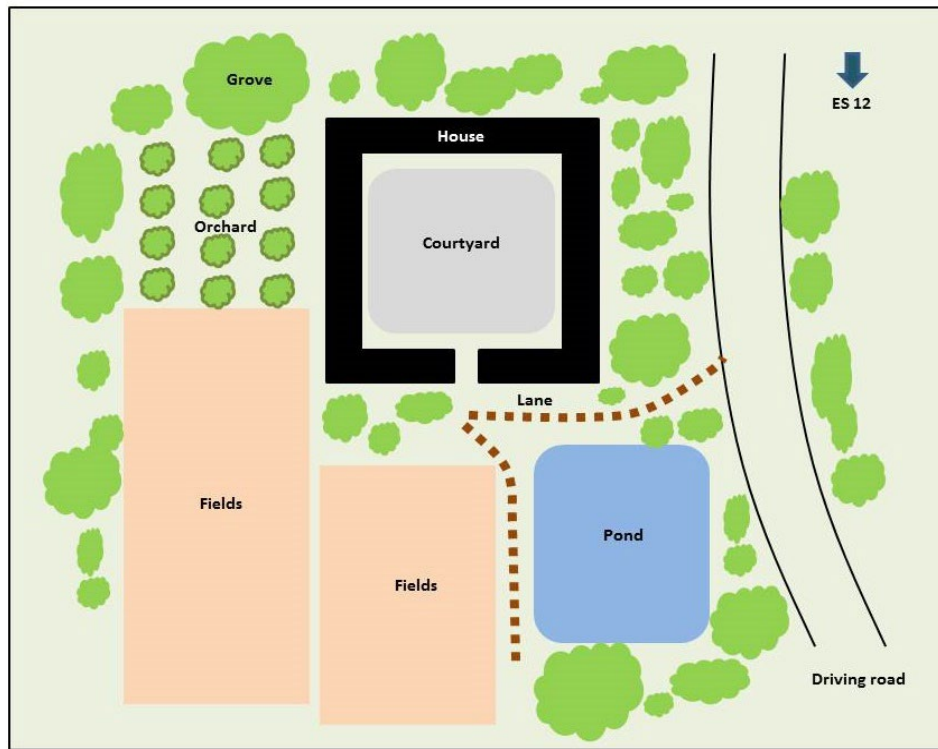 Grove
ES 12
House
Orchard
Courtyard
Lane
Fields
Pond
Fields
Driving road